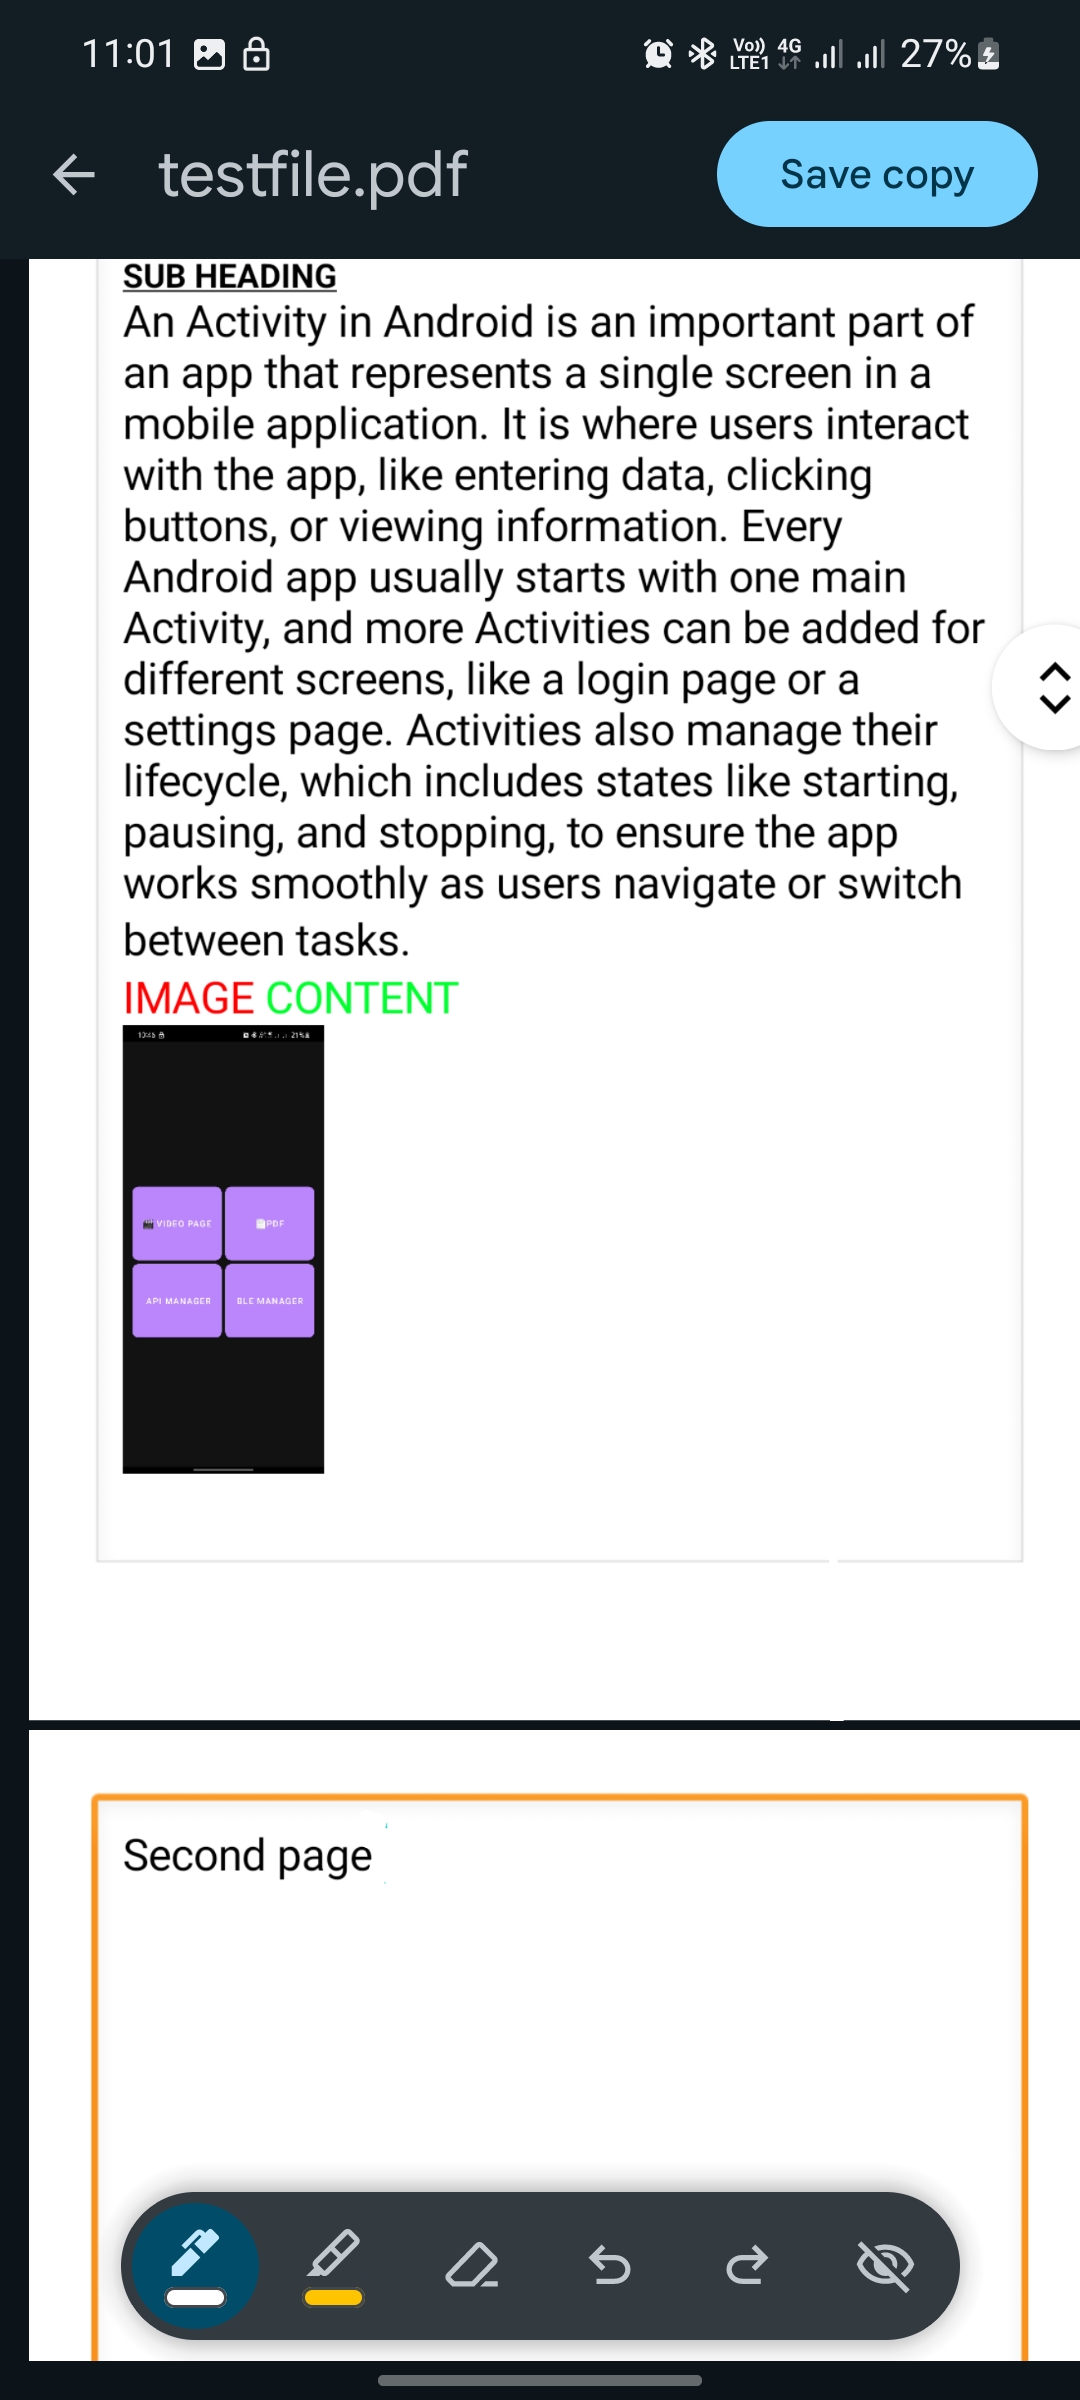 11:01
Vo)) 4G
LTE1
27%
testfile.pdf
Save copy
SUB HEADING
An Activity in Android is an important part of
an app that represents a single screen in a
mobile application. It is where users interact
with the app, like entering data, clicking
buttons, or viewing information. Every
Android app usually starts with one main
Activity, and more Activities can be added for
different screens, like a login page or a
settings page. Activities also manage their
lifecycle, which includes states like starting,
pausing, and stopping, to ensure the app
works smoothly as users navigate or switch
between tasks.
IMAGE CONTENT
21%
VIDEO PAGE
PDF
API MANAGER
BLE MANAGER
Second page